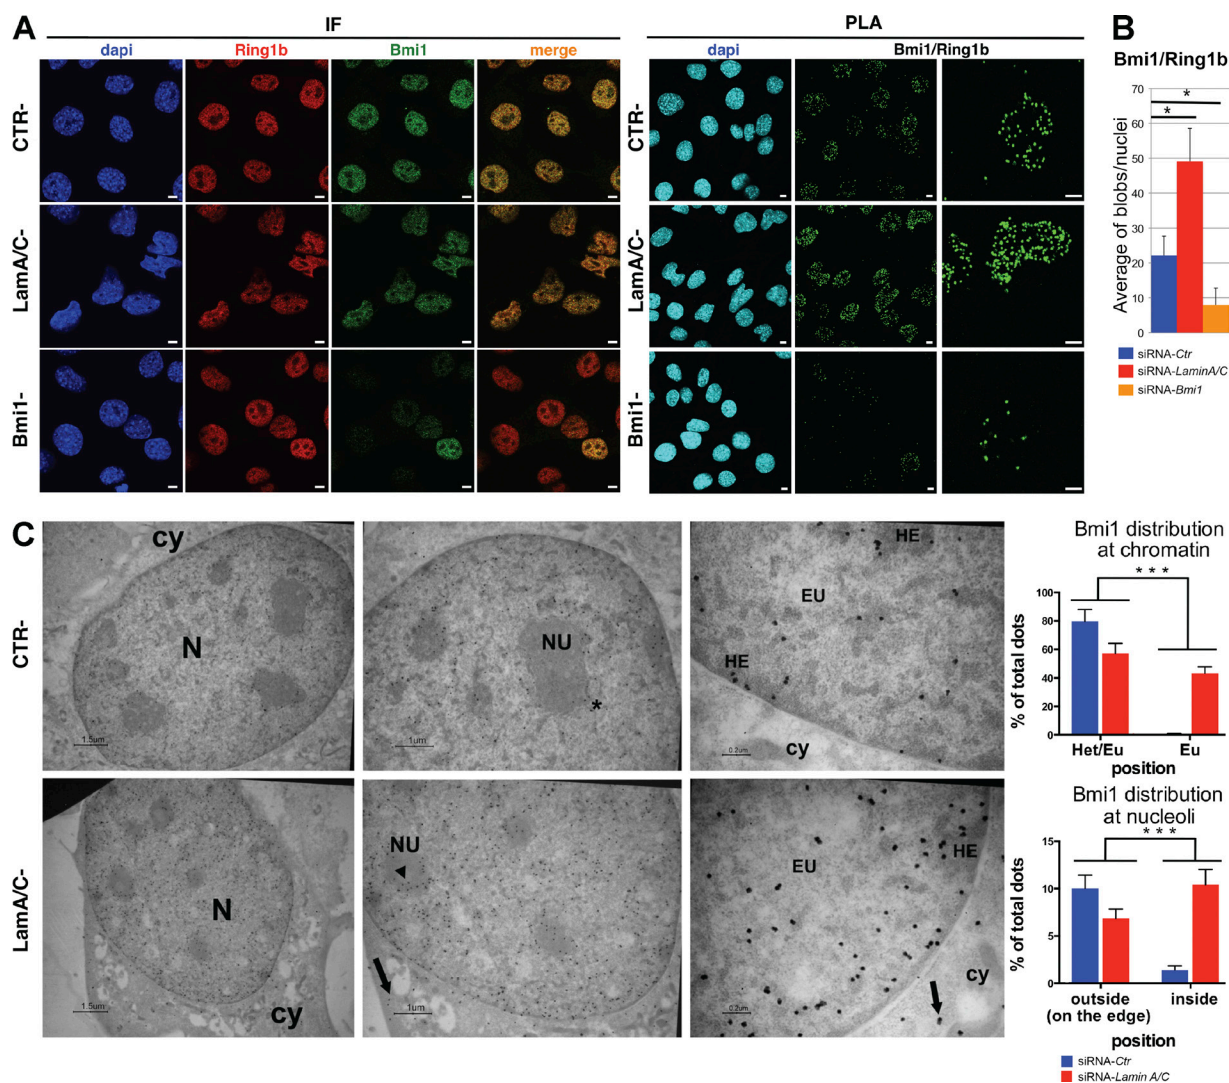 A
IF
PLA
dapi
Ring1b
Bmi1
merge
dapi
Bmi1/Ring1b
CTR-
LamA/C-
Bmi1-
B
Bmi1/Ring1b
Average of blobs/nuclei
70
60
50
40
30
20
10
0
*
*
siRNA-Ctr
siRNA-LaminA/C
siRNA-Bmi1
C
CTR-
cy
N
1.5um
NU
*
1um
HE
EU
HE
cy
0.2um
LamA/C-
N
cy
1.5um
NU
1um
EU
HE
cy
0.2um
Bmi1 distribution
at chromatin
* * *
% of total dots
100
80
60
40
20
0
Het/Eu Eu
position
Bmi1 distribution
at nucleoli
* * *
% of total dots
15
10
5
0
outside inside
(on the edge)
position
siRNA-Ctr
siRNA-Lamin A/C